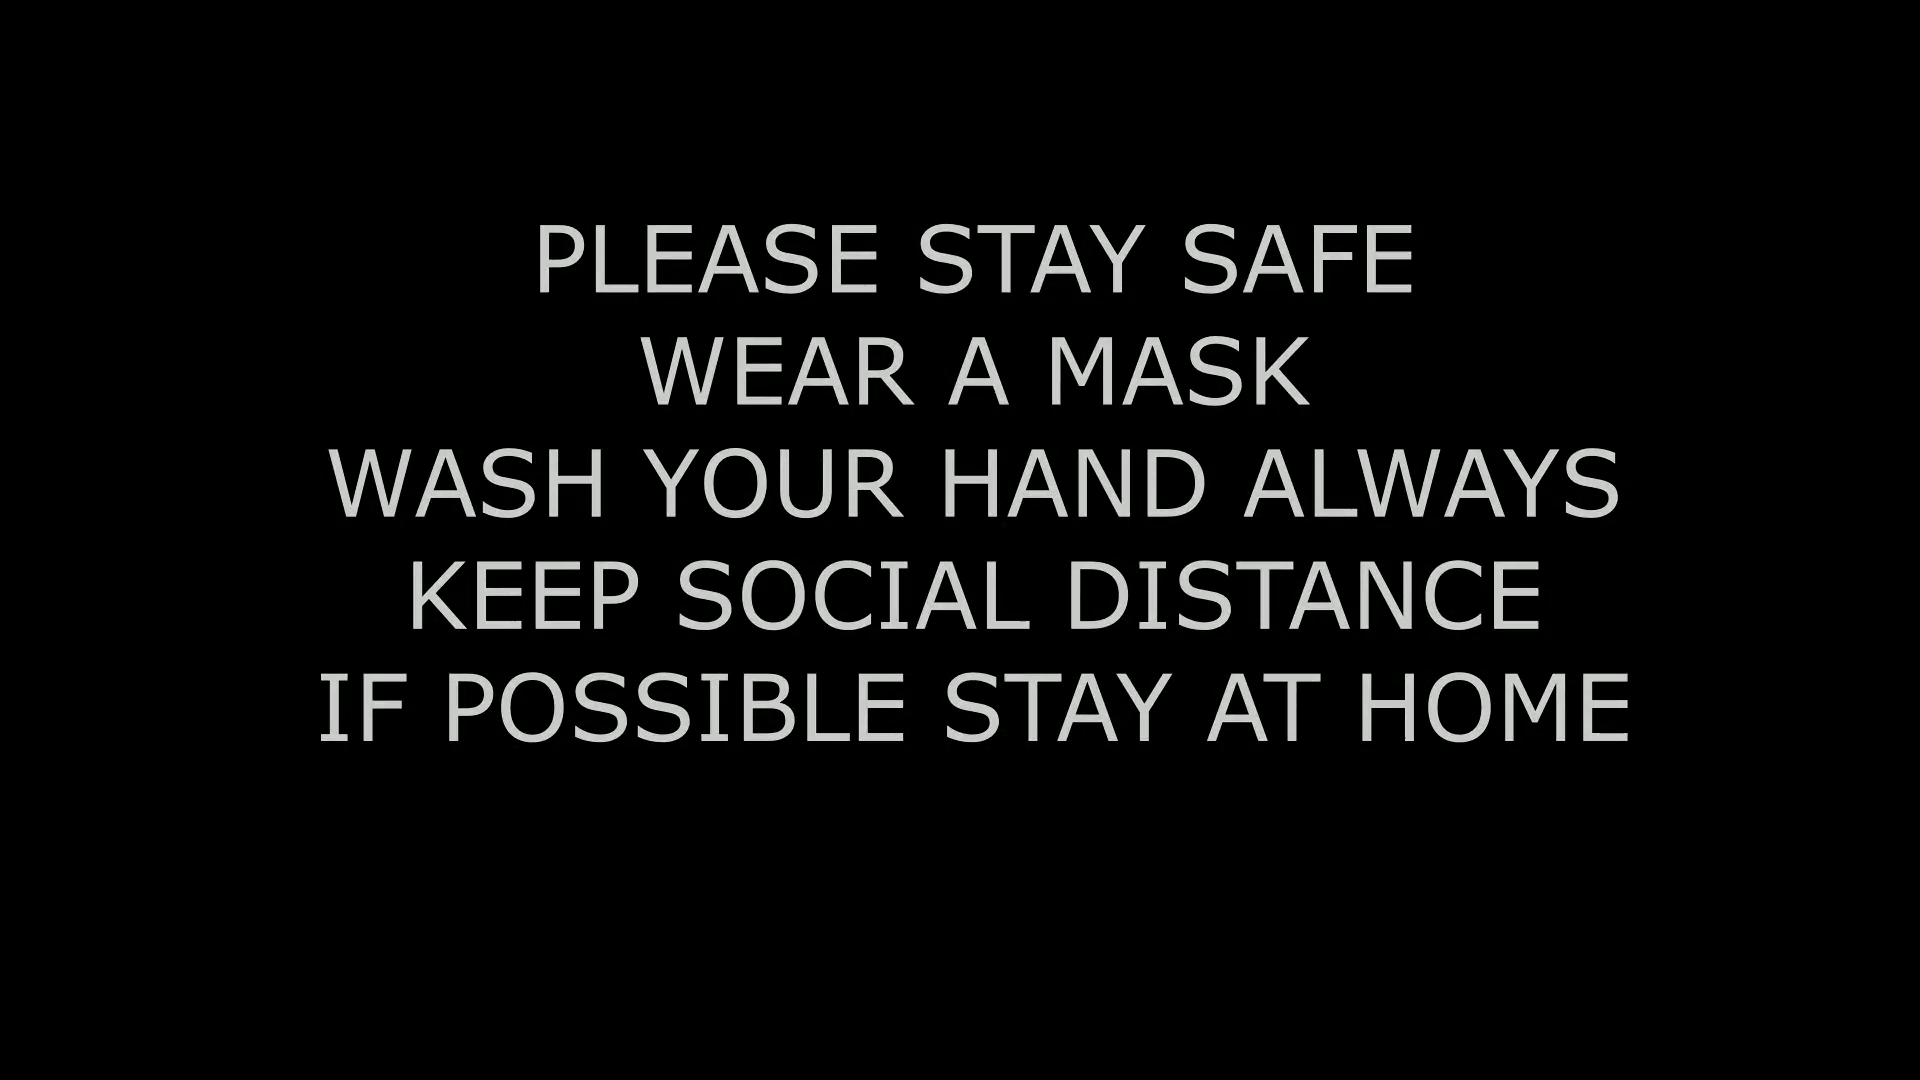 PLEASE STAY SAFE
WEAR A MASK
WASH YOUR HAND ALWAYS
KEEP SOCIAL DISTANCE
IF POSSIBLE STAY AT HOME